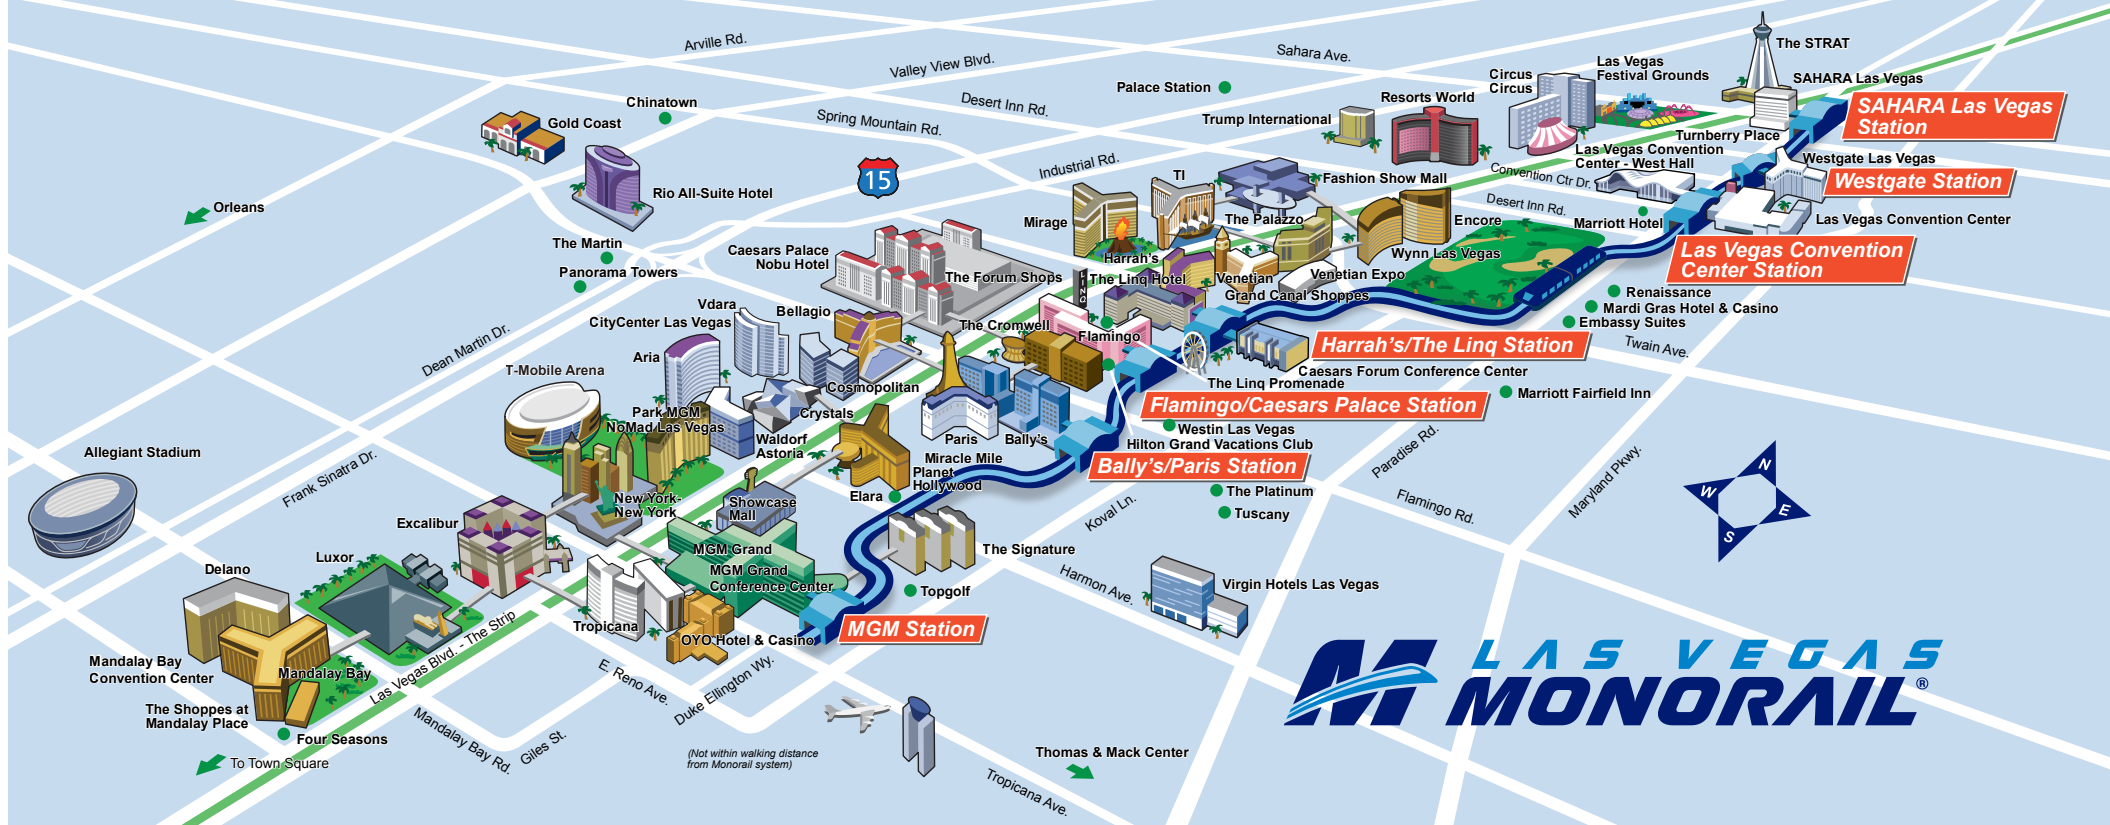 Arville Rd.
Valley View Blvd.
Sahara Ave.
The STRAT
Las Vegas
Festival Grounds
Circus
Circus
SAHARA Las Vegas
Palace Station
Desert Inn Rd.
Resorts World
Trump International
Spring Mountain Rd.
SAHARA Las Vegas
Station
Chinatown
Gold Coast
Turnberry Place
Las Vegas Convention
Center - West Hall
Westgate Las Vegas
Westgate Station
Industrial Rd.
15
TI
Fashion Show Mall
Convention Ctr Dr.
Rio All-Suite Hotel
Orleans
Desert Inn Rd.
Marriott Hotel
Las Vegas Convention Center
Mirage
The Palazzo
Encore
Las Vegas Convention
Center Station
The Martin
Panorama Towers
Caesars Palace
Nobu Hotel
The Forum Shops
Harrah's
The Linq Hotel
LINQ
Venetian
Wynn Las Vegas
Venetian Expo
Grand Canal Shoppes
Renaissance
Mardi Gras Hotel & Casino
Embassy Suites
Vdara
CityCenter Las Vegas
Bellagio
The Cromwell
Flamingo
Harrah's/The Linq Station
Twain Ave.
Dean Martin Dr.
Aria
T-Mobile Arena
Cosmopolitan
Caesars Forum Conference Center
The Linq Promenade
Marriott Fairfield Inn
Flamingo/Caesars Palace Station
Park MGM
NoMad Las Vegas
Crystals
Waldorf
Astoria
Paris
Bally's
Westin Las Vegas
Hilton Grand Vacations Club
Bally's/Paris Station
Paradise Rd.
Maryland Pkwy.
Allegiant Stadium
Frank Sinatra Dr.
Miracle Mile
Planet
Hollywood
Elara
The Platinum
Tuscany
Koval Ln.
Flamingo Rd.
N
W
E
S
New York-
New York
Showcase
Mall
Excalibur
MGM Grand
MGM Grand
Conference Center
The Signature
Topgolf
Harmon Ave.
Virgin Hotels Las Vegas
Luxor
Delano
Tropicana
OYO Hotel & Casino
MGM Station
Las Vegas Blvd. - The Strip
Mandalay Bay
Convention Center
Mandalay Bay
The Shoppes at
Mandalay Place
Four Seasons
To Town Square
Mandalay Bay Rd.
Giles St.
E. Reno Ave.
Duke Ellington Wy.
(Not within walking distance
from Monorail system)
Tropicana Ave.
Thomas & Mack Center
LAS VEGAS
MONORAIL®